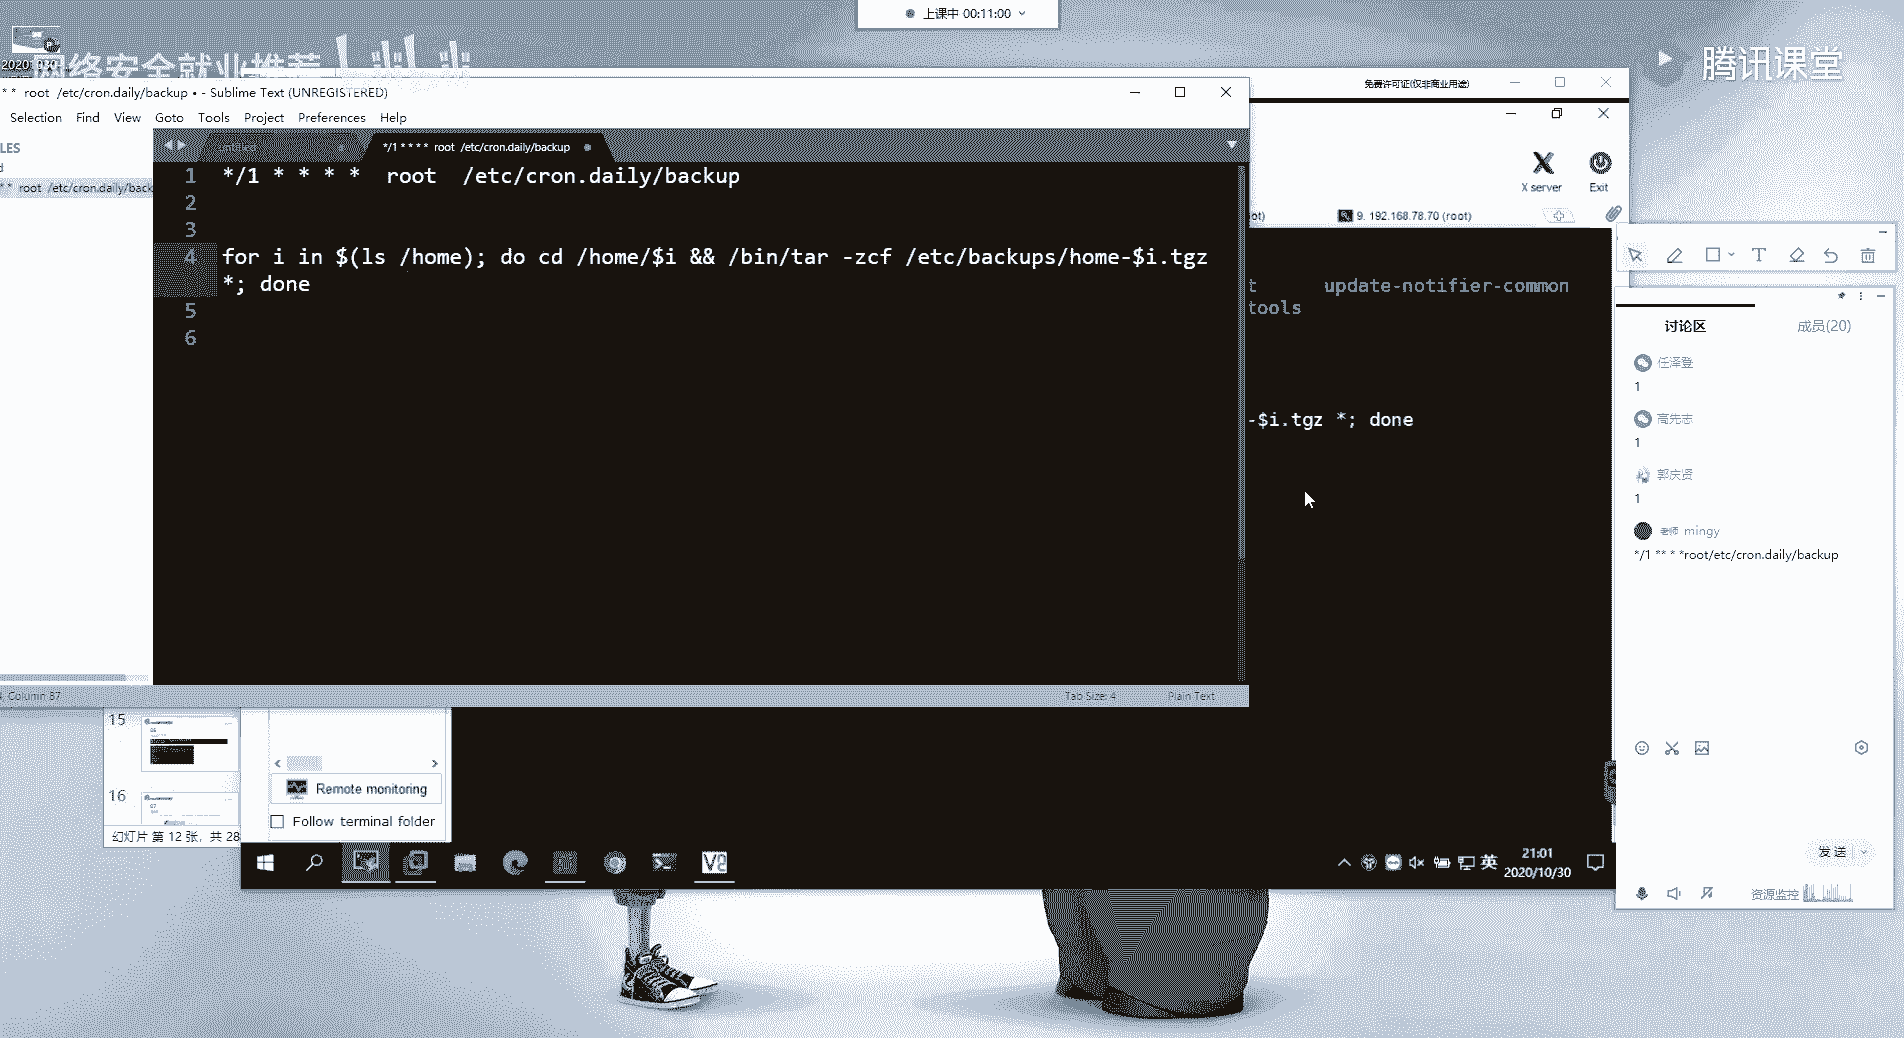 上课中 00:11:00
网络安全就业推荐
腾讯课堂
免费许可证(仅非商业用途)
* * root /etc/cron.daily/backup • - Sublime Text (UNREGISTERED)
Selection Find View Goto Tools Project Preferences Help
LES
untitled
*/1 * * * * root /etc/cron.daily/backup
* * root /etc/cron.daily/back
1 */1 * * * *  root  /etc/cron.daily/backup
2
3
4 for i in $(ls /home); do cd /home/$i && /bin/tar -zcf /etc/backups/home-$i.tgz
*; done
5
6
, Column 87
Tab Size: 4
Plain Text
X server
Exit
ot)
9. 192.168.78.70 (root)
t update-notifier-common
tools
-$i.tgz *; done
讨论区
成员(20)
任泽登
1
高先志
1
郭庆贤
1
老师 mingy
*/1 ** * *root/etc/cron.daily/backup
发送
资源监控
15
16
幻灯片 第 12 张，共 28
Remote monitoring
Follow terminal folder
英
21:01
2020/10/30